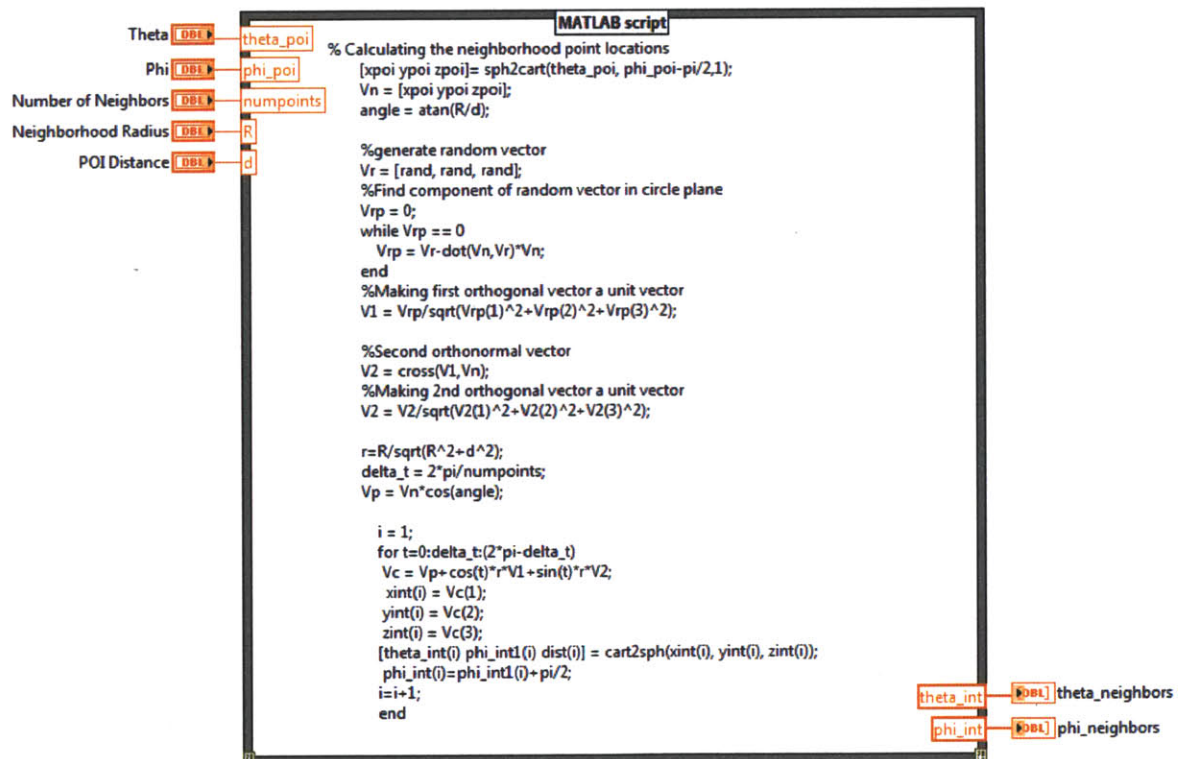 MATLAB script
Theta DBL theta_poi
Phi DBL phi_poi
Number of Neighbors DBL numpoints
Neighborhood Radius DBL R
POI Distance DBL d
% Calculating the neighborhood point locations
[xpoi ypoi zpoi]= sph2cart(theta_poi, phi_poi-pi/2,1);
Vn = [xpoi ypoi zpoi];
angle = atan(R/d);
%generate random vector
Vr = [rand, rand, rand];
%Find component of random vector in circle plane
Vrp = 0;
while Vrp == 0
Vrp = Vr-dot(Vn,Vr)*Vn;
end
%Making first orthogonal vector a unit vector
V1 = Vrp/sqrt(Vrp(1)^2+Vrp(2)^2+Vrp(3)^2);
%Second orthonormal vector
V2 = cross(V1,Vn);
%Making 2nd orthogonal vector a unit vector
V2 = V2/sqrt(V2(1)^2+V2(2)^2+V2(3)^2);
r=R/sqrt(R^2+d^2);
delta_t = 2*pi/numpoints;
Vp = Vn*cos(angle);
i = 1;
for t=0:delta_t:(2*pi-delta_t)
Vc = Vp+cos(t)*r*V1+sin(t)*r*V2;
xint(i) = Vc(1);
yint(i) = Vc(2);
zint(i) = Vc(3);
[theta_int(i) phi_int1(i) dist(i)] = cart2sph(xint(i), yint(i), zint(i));
phi_int(i)=phi_int1(i)+pi/2;
i=i+1;
end
theta_int [DBL] theta_neighbors
phi_int [DBL] phi_neighbors